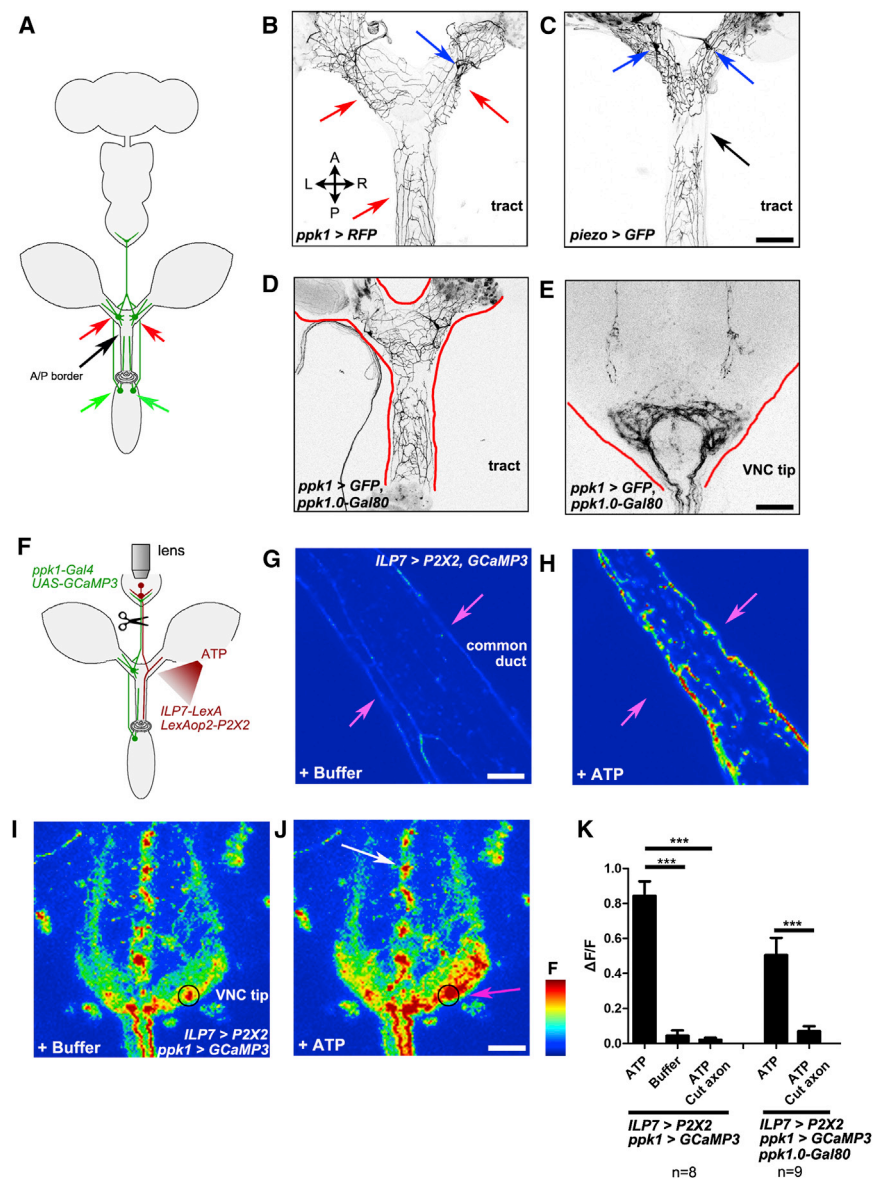 A
A/P border
B
A
L
R
P
tract
ppk1 > RFP
C
tract
piezo > GFP
D
tract
ppk1 > GFP,
ppk1.0-Gal80
E
VNC tip
ppk1 > GFP,
ppk1.0-Gal80
F
lens
ppk1-Gal4
UAS-GCaMP3
ATP
ILP7-LexA
LexAop2-P2X2
G
ILP7 > P2X2, GCaMP3
common
duct
+ Buffer
H
+ ATP
I
VNC tip
+ Buffer
ILP7 > P2X2
ppk1 > GCaMP3
J
+ ATP
F
K
***
***
***
ΔF/F
1.0
0.8
0.6
0.4
0.2
0.0
ATP
Buffer
ATP
Cut axon
ATP
ATP
Cut axon
ILP7 > P2X2
ppk1 > GCaMP3
ILP7 > P2X2
ppk1 > GCaMP3
ppk1.0-Gal80
n=8
n=9